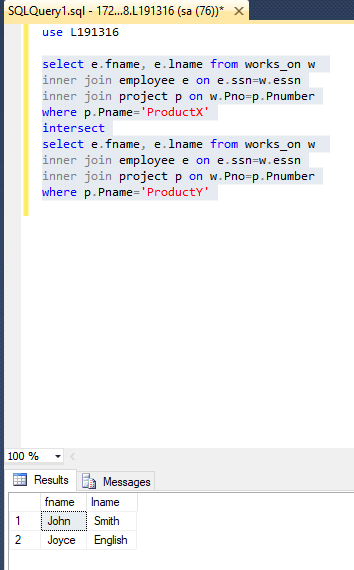 SQLQuery1.sql - 172...8.L191316 (sa (76))* ✕
use L191316
select e.fname, e.lname from works_on w
inner join employee e on e.ssn=w.essn
inner join project p on w.Pno=p.Pnumber
where p.Pname='ProductX'
intersect
select e.fname, e.lname from works_on w
inner join employee e on e.ssn=w.essn
inner join project p on w.Pno=p.Pnumber
where p.Pname='ProductY'
100 %
Results Messages
fname lname
1 John Smith
2 Joyce English